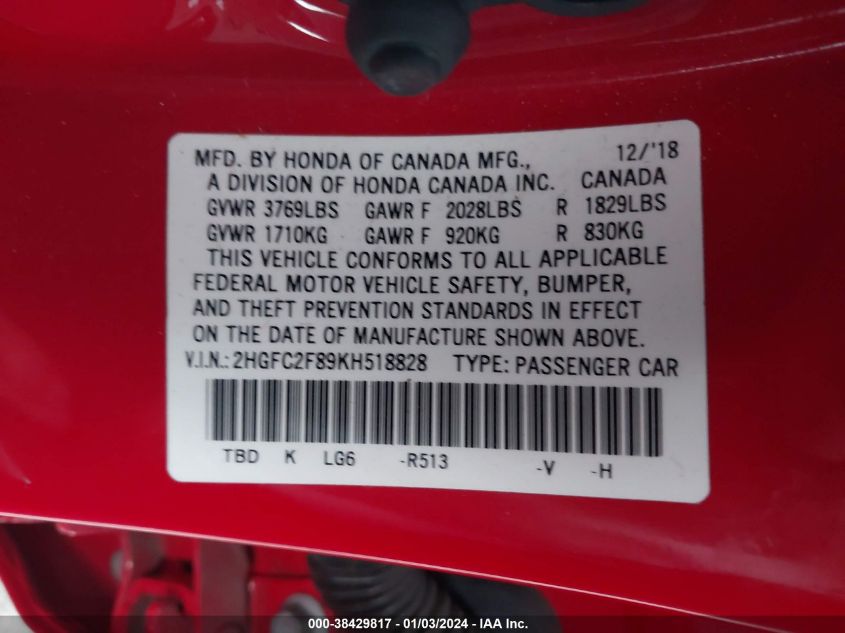 MFD. BY HONDA OF CANADA MFG., 12/'18
A DIVISION OF HONDA CANADA INC. CANADA
GVWR 3769LBS GAWR F 2028LBS R 1829LBS
GVWR 1710KG GAWR F 920KG R 830KG
THIS VEHICLE CONFORMS TO ALL APPLICABLE
FEDERAL MOTOR VEHICLE SAFETY, BUMPER,
AND THEFT PREVENTION STANDARDS IN EFFECT
ON THE DATE OF MANUFACTURE SHOWN ABOVE.
V.I.N.: 2HGFC2F89KH518828 TYPE: PASSENGER CAR
TBD K LG6 -R513 -V -H
000-38429817 - 01/03/2024 - IAA Inc.